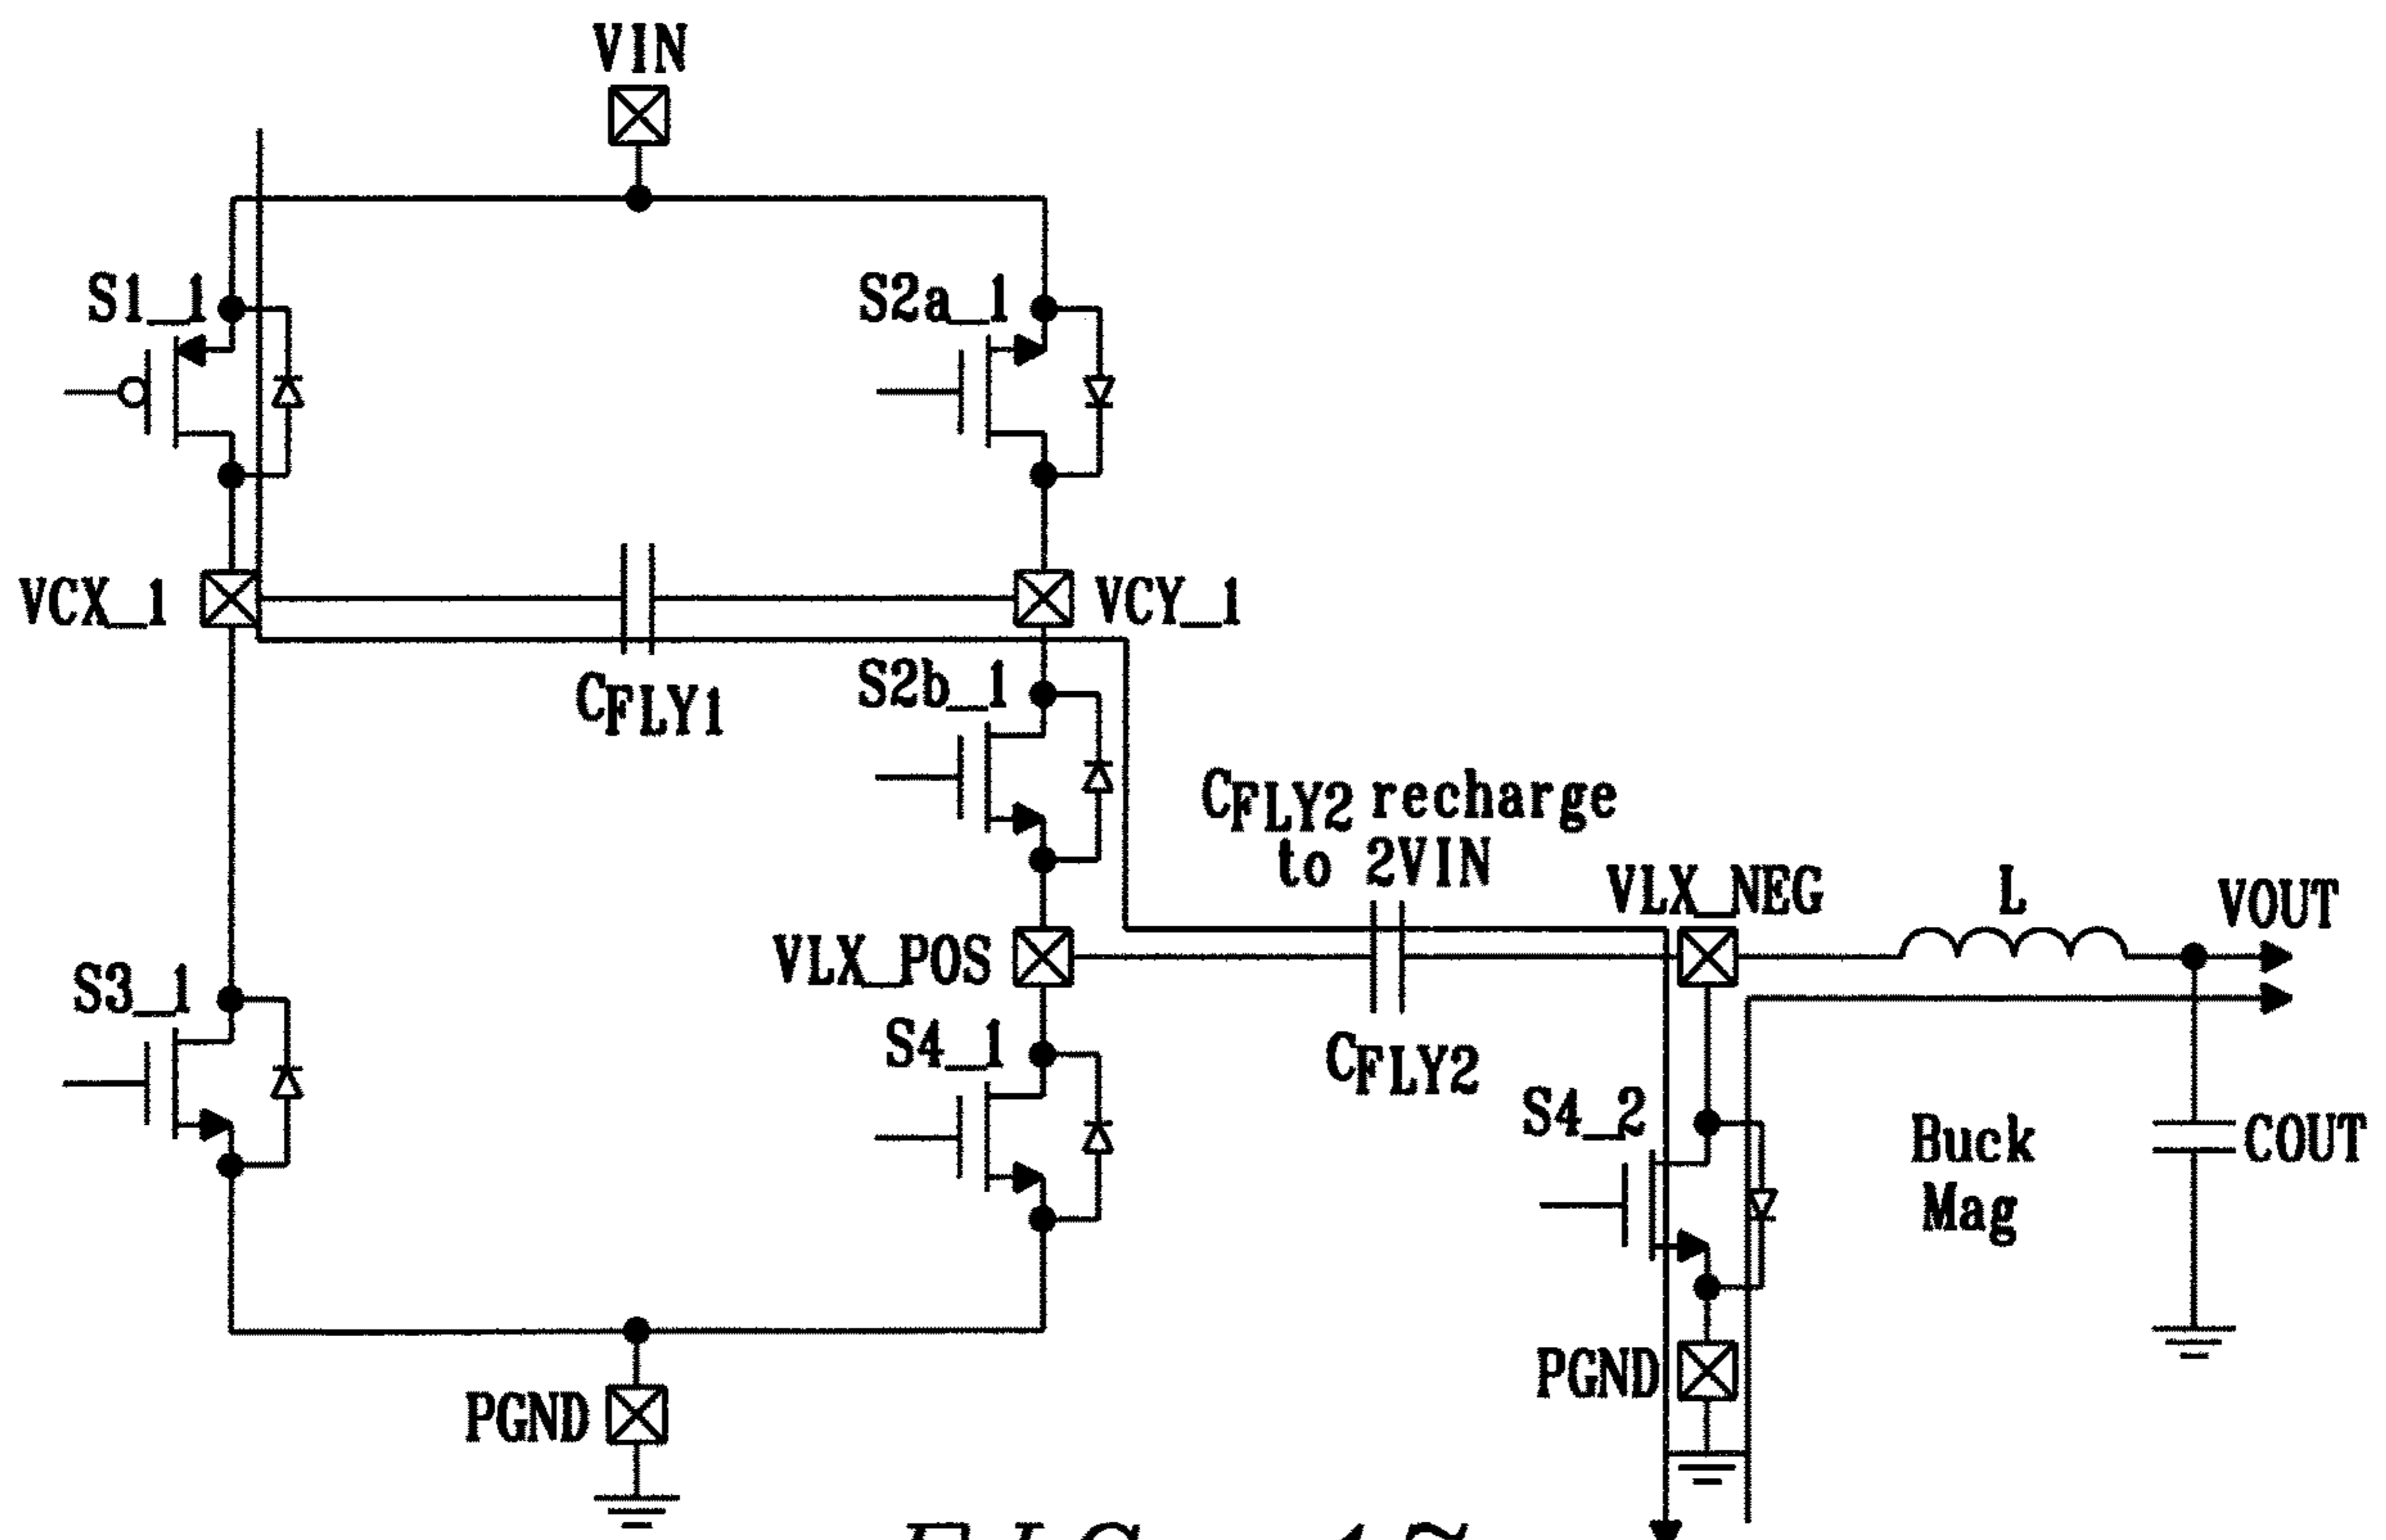 VIN
S1_1
S2a_1
VCX_1
VCY_1
CFLY1
S2b_1
CFLY2 recharge
to 2VIN
VLX_NEG
L
VOUT
VLX_POS
S3_1
S4_1
CFLY2
S4_2
Buck
Mag
COUT
PGND
PGND